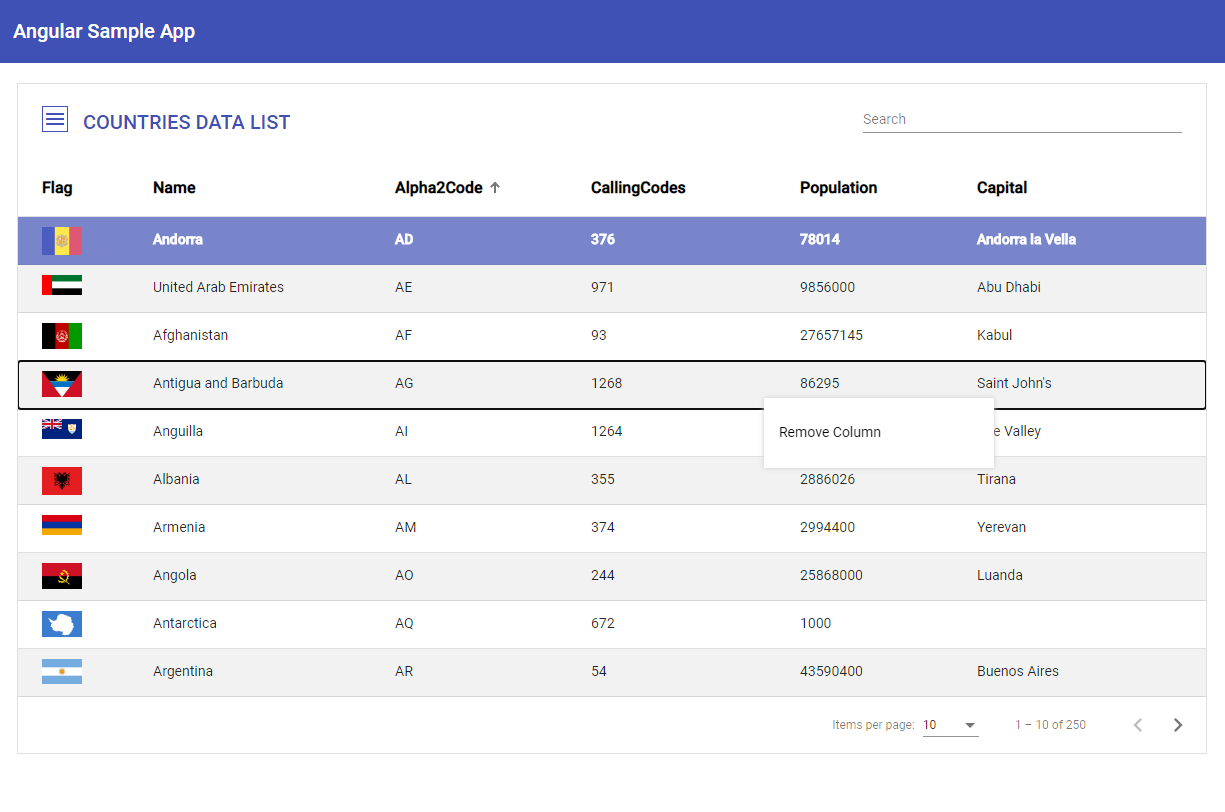 Angular Sample App
COUNTRIES DATA LIST Search
Flag Name Alpha2Code CallingCodes Population Capital
Andorra AD 376 78014 Andorra la Vella
United Arab Emirates AE 971 9856000 Abu Dhabi
Afghanistan AF 93 27657145 Kabul
Antigua and Barbuda AG 1268 86295 Saint John's
Anguilla AI 1264 Remove Column Valley
Albania AL 355 2886026 Tirana
Armenia AM 374 2994400 Yerevan
Angola AO 244 25868000 Luanda
Antarctica AQ 672 1000
Argentina AR 54 43590400 Buenos Aires
Items per page: 10 1 – 10 of 250